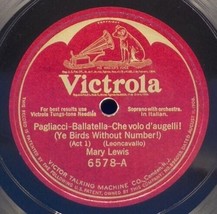 Victrola
For best results use
Victrola Tungs-tone Needles
Soprano with orchestra.
In Italian.
Pagliacci-Ballatella-Che volo d'augelli!
(Ye Birds Without Number!)
(Act 1) (Leoncavallo)
Mary Lewis
6578-A
VICTOR TALKING MACHINE CO.